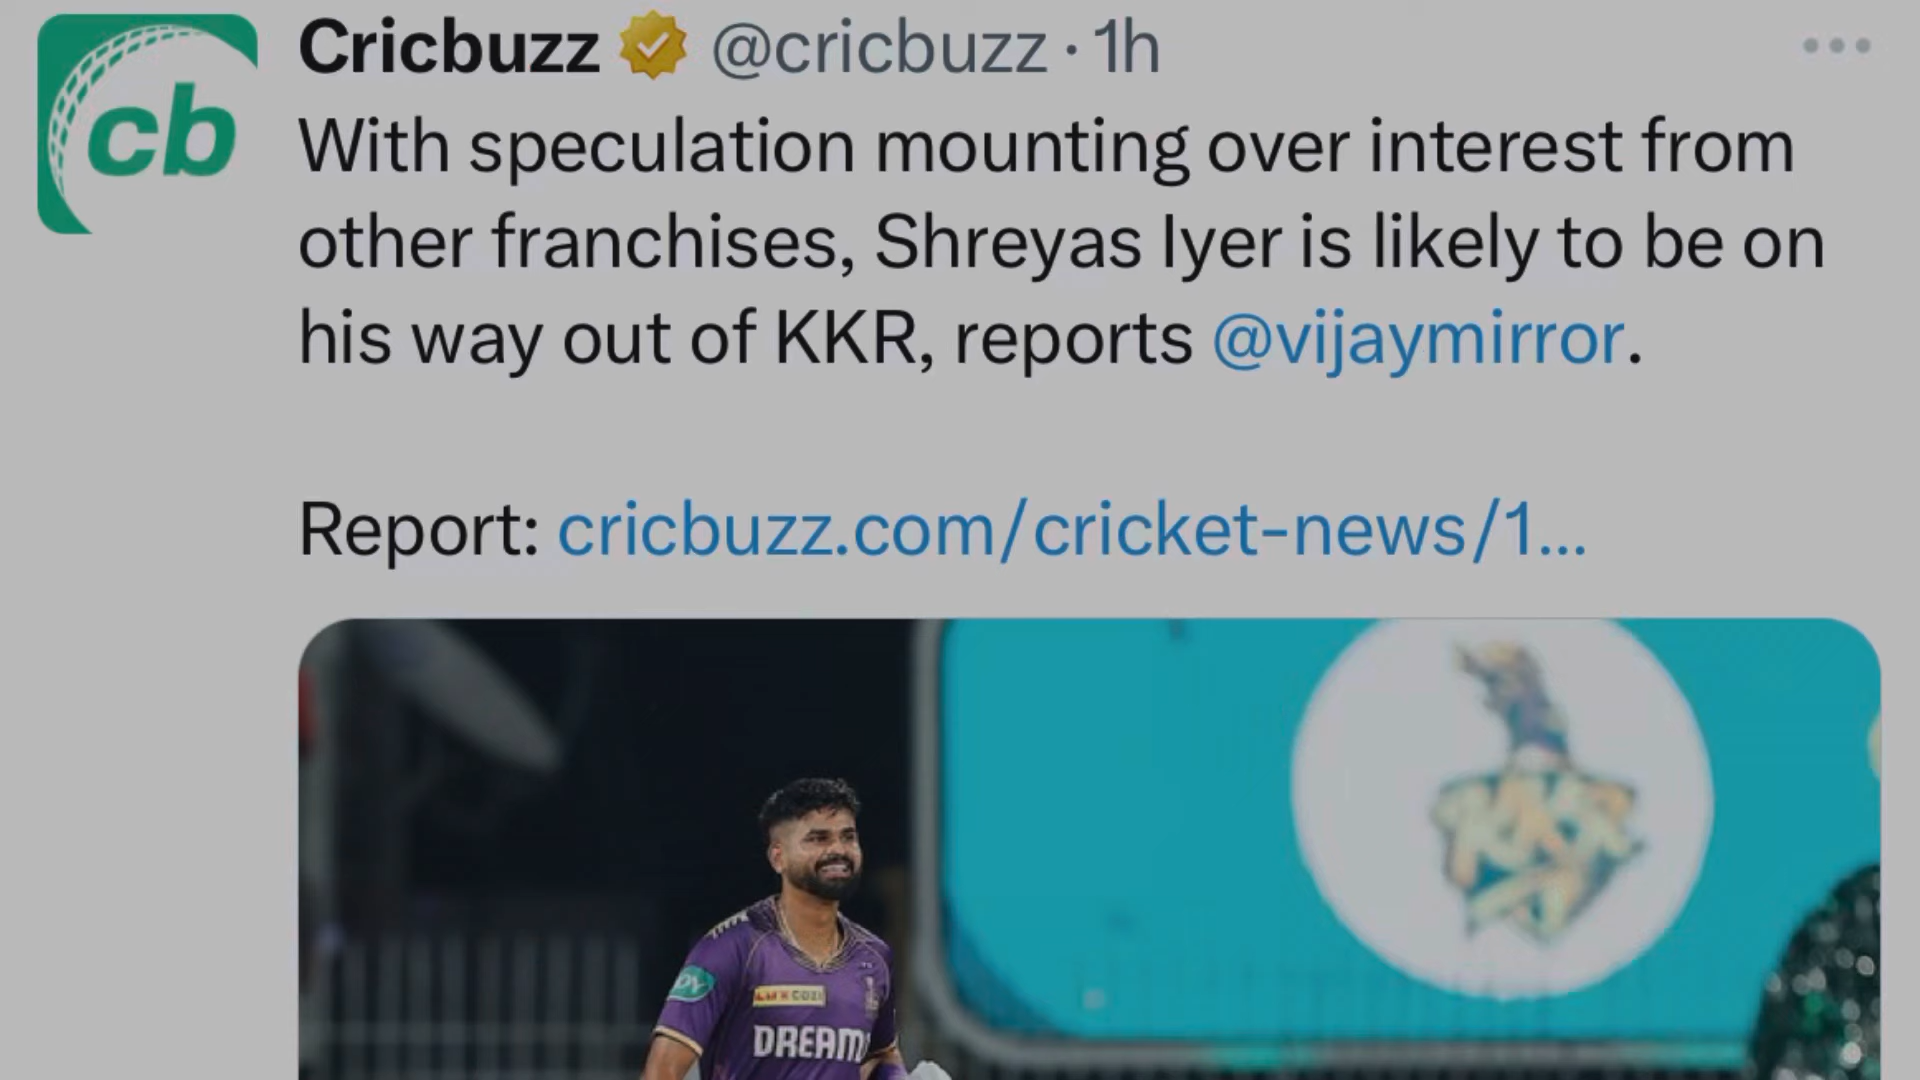 cb
Cricbuzz @cricbuzz · 1h
With speculation mounting over interest from
other franchises, Shreyas Iyer is likely to be on
his way out of KKR, reports @vijaymirror.
Report: cricbuzz.com/cricket-news/1...
KKR
DREAM